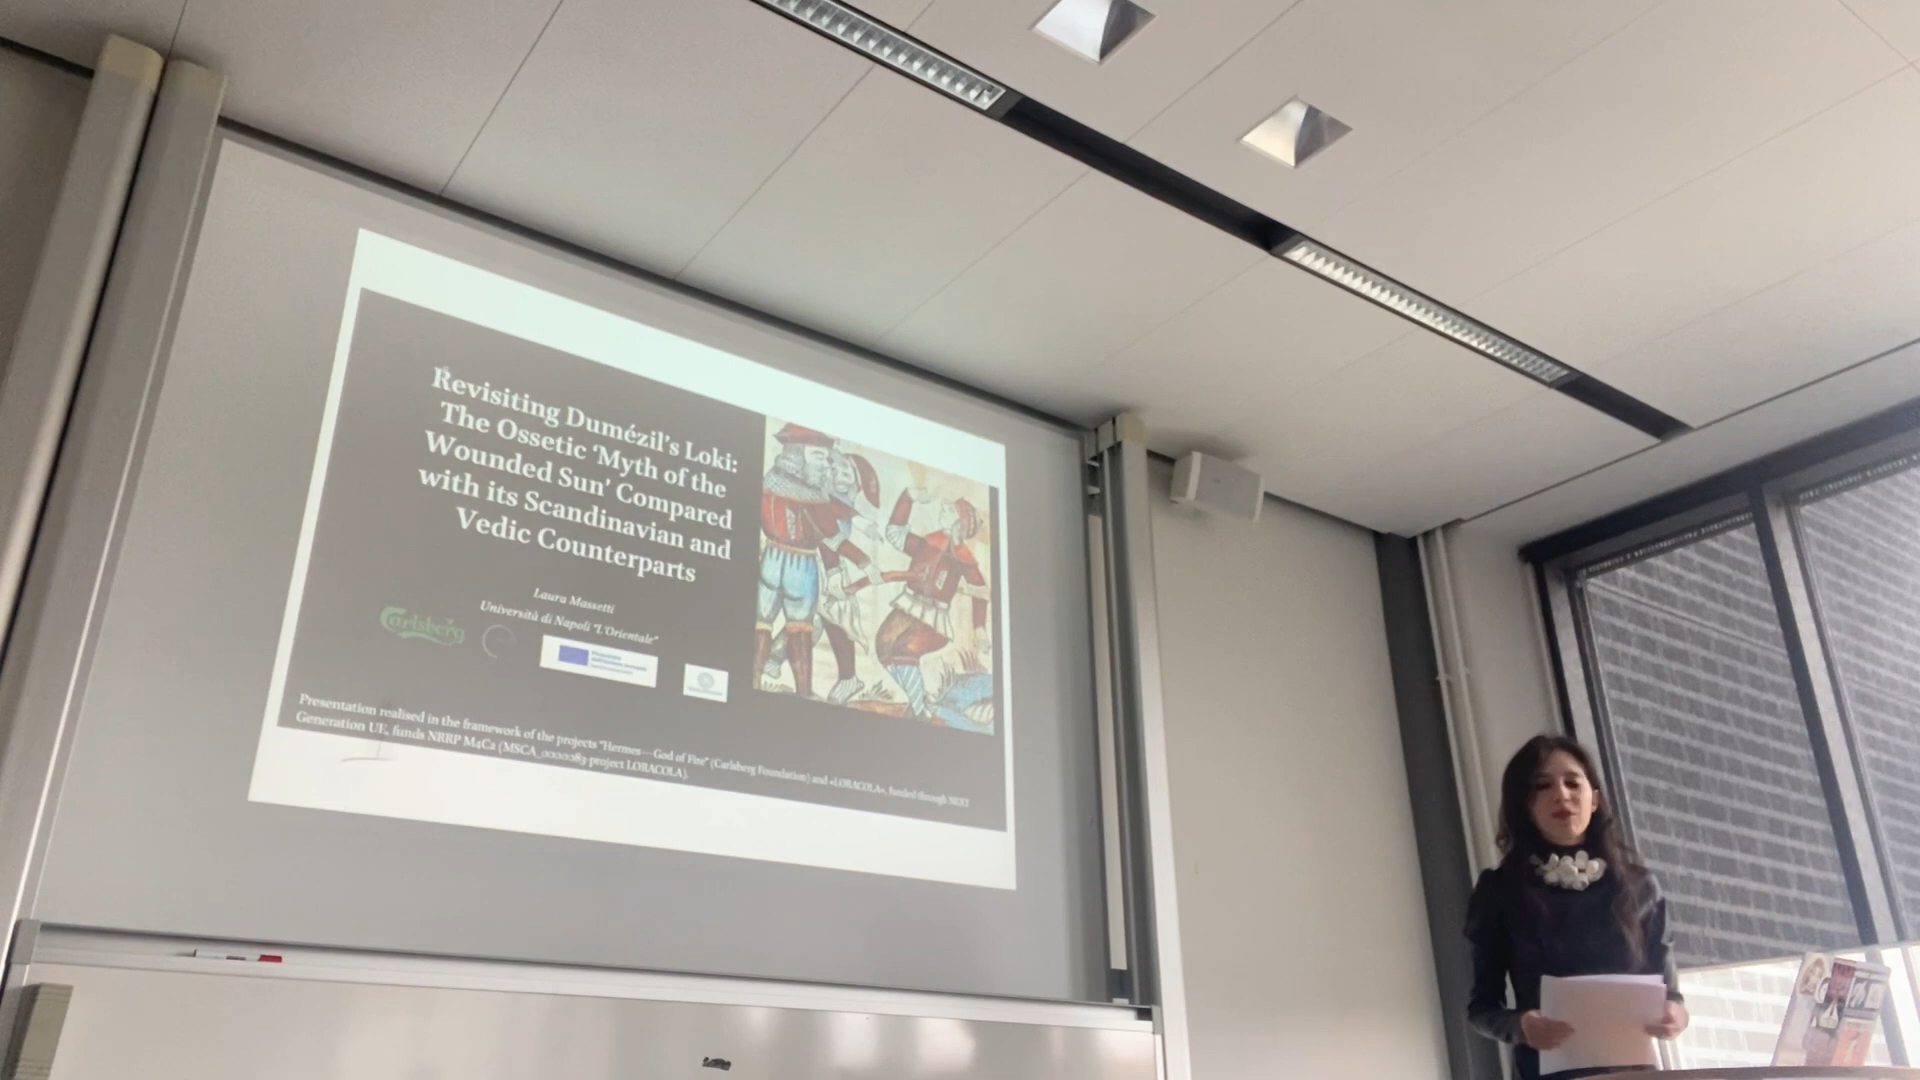 Revisiting Dumézil's Loki:
The Ossetic 'Myth of the
Wounded Sun' Compared
with its Scandinavian and
Vedic Counterparts
Laura Massetti
Università di Napoli "L'Orientale"
Carlsberg
Presentation realised in the framework of the projects "Hermes—God of Fire" (Carlsberg Foundation) and «LORACOLA», funded through NEXT
Generation UE, funds NRRP M4C2 (MSCA_0000083-project LORACOLA).